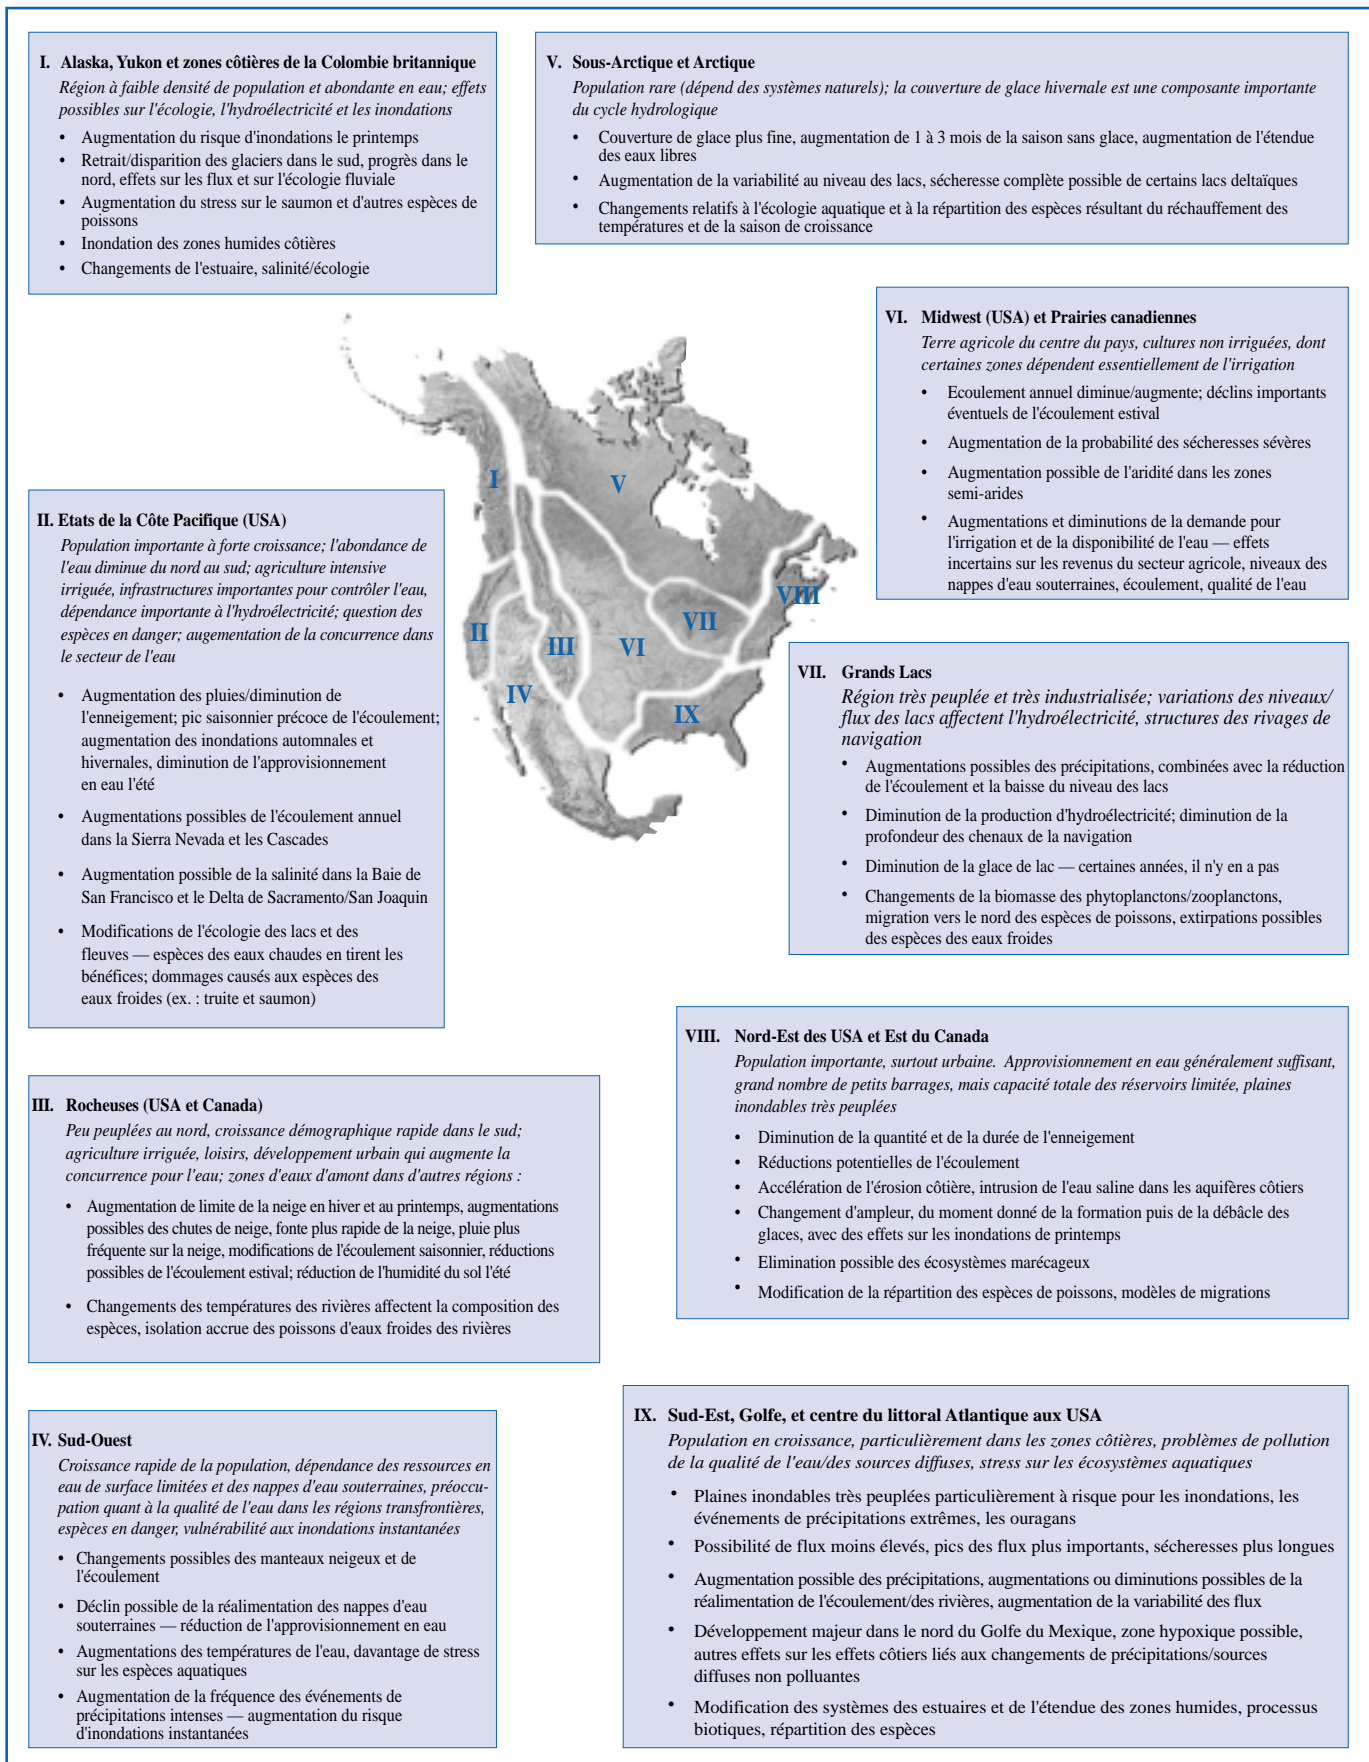 I. Alaska, Yukon et zones côtières de la Colombie britannique
Région à faible densité de population et abondante en eau; effets
possibles sur l'écologie, l'hydroélectricité et les inondations
• Augmentation du risque d'inondations le printemps
• Retrait/disparition des glaciers dans le sud, progrès dans le
nord, effets sur les flux et sur l'écologie fluviale
• Augmentation du stress sur le saumon et d'autres espèces de
poissons
• Inondation des zones humides côtières
• Changements de l'estuaire, salinité/écologie
V. Sous-Arctique et Arctique
Population rare (dépend des systèmes naturels); la couverture de glace hivernale est une composante importante
du cycle hydrologique
• Couverture de glace plus fine, augmentation de 1 à 3 mois de la saison sans glace, augmentation de l'étendue
des eaux libres
• Augmentation de la variabilité au niveau des lacs, sécheresse complète possible de certains lacs deltaïques
• Changements relatifs à l'écologie aquatique et à la répartition des espèces résultant du réchauffement des
températures et de la saison de croissance
VI. Midwest (USA) et Prairies canadiennes
Terre agricole du centre du pays, cultures non irriguées, dont
certaines zones dépendent essentiellement de l'irrigation
• Ecoulement annuel diminue/augmente; déclins importants
éventuels de l'écoulement estival
• Augmentation de la probabilité des sécheresses sévères
• Augmentation possible de l'aridité dans les zones
semi-arides
• Augmentations et diminutions de la demande pour
l'irrigation et de la disponibilité de l'eau — effets
incertains sur les revenus du secteur agricole, niveaux des
nappes d'eau souterraines, écoulement, qualité de l'eau
I
V
VIII
VII
II
III
VI
IV
IX
II. Etats de la Côte Pacifique (USA)
Population importante à forte croissance; l'abondance de
l'eau diminue du nord au sud; agriculture intensive
irriguée, infrastructures importantes pour contrôler l'eau,
dépendance importante à l'hydroélectricité; question des
espèces en danger; augementation de la concurrence dans
le secteur de l'eau
• Augmentation des pluies/diminution de
l'enneigement; pic saisonnier précoce de l'écoulement;
augmentation des inondations automnales et
hivernales, diminution de l'approvisionnement
en eau l'été
• Augmentations possibles de l'écoulement annuel
dans la Sierra Nevada et les Cascades
• Augmentation possible de la salinité dans la Baie de
San Francisco et le Delta de Sacramento/San Joaquin
• Modifications de l'écologie des lacs et des
fleuves — espèces des eaux chaudes en tirent les
bénéfices; dommages causés aux espèces des
eaux froides (ex. : truite et saumon)
VII. Grands Lacs
Région très peuplée et très industrialisée; variations des niveaux/
flux des lacs affectent l'hydroélectricité, structures des rivages de
navigation
• Augmentations possibles des précipitations, combinées avec la réduction
de l'écoulement et la baisse du niveau des lacs
• Diminution de la production d'hydroélectricité; diminution de la
profondeur des chenaux de la navigation
• Diminution de la glace de lac — certaines années, il n'y en a pas
• Changements de la biomasse des phytoplanctons/zooplanctons,
migration vers le nord des espèces de poissons, extirpations possibles
des espèces des eaux froides
VIII. Nord-Est des USA et Est du Canada
Population importante, surtout urbaine. Approvisionnement en eau généralement suffisant,
grand nombre de petits barrages, mais capacité totale des réservoirs limitée, plaines
inondables très peuplées
• Diminution de la quantité et de la durée de l'enneigement
• Réductions potentielles de l'écoulement
• Accélération de l'érosion côtière, intrusion de l'eau saline dans les aquifères côtiers
• Changement d'ampleur, du moment donné de la formation puis de la débâcle des
glaces, avec des effets sur les inondations de printemps
• Elimination possible des écosystèmes marécageux
• Modification de la répartition des espèces de poissons, modèles de migrations
III. Rocheuses (USA et Canada)
Peu peuplées au nord, croissance démographique rapide dans le sud;
agriculture irriguée, loisirs, développement urbain qui augmente la
concurrence pour l'eau; zones d'eaux d'amont dans d'autres régions :
• Augmentation de limite de la neige en hiver et au printemps, augmentations
possibles des chutes de neige, fonte plus rapide de la neige, pluie plus
fréquente sur la neige, modifications de l'écoulement saisonnier, réductions
possibles de l'écoulement estival; réduction de l'humidité du sol l'été
• Changements des températures des rivières affectent la composition des
espèces, isolation accrue des poissons d'eaux froides des rivières
IV. Sud-Ouest
Croissance rapide de la population, dépendance des ressources en
eau de surface limitées et des nappes d'eau souterraines, préoccu-
pation quant à la qualité de l'eau dans les régions transfrontières,
espèces en danger, vulnérabilité aux inondations instantanées
• Changements possibles des manteaux neigeux et de
l'écoulement
• Déclin possible de la réalimentation des nappes d'eau
souterraines — réduction de l'approvisionnement en eau
• Augmentations des températures de l'eau, davantage de stress
sur les espèces aquatiques
• Augmentation de la fréquence des événements de
précipitations intenses — augmentation du risque
d'inondations instantanées
IX. Sud-Est, Golfe, et centre du littoral Atlantique aux USA
Population en croissance, particulièrement dans les zones côtières, problèmes de pollution
de la qualité de l'eau/des sources diffuses, stress sur les écosystèmes aquatiques
• Plaines inondables très peuplées particulièrement à risque pour les inondations, les
événements de précipitations extrêmes, les ouragans
• Possibilité de flux moins élevés, pics des flux plus importants, sécheresses plus longues
• Augmentation possible des précipitations, augmentations ou diminutions possibles de la
réalimentation de l'écoulement/des rivières, augmentation de la variabilité des flux
• Développement majeur dans le nord du Golfe du Mexique, zone hypoxique possible,
autres effets sur les effets côtiers liés aux changements de précipitations/sources
diffuses non polluantes
• Modification des systèmes des estuaires et de l'étendue des zones humides, processus
biotiques, répartition des espèces